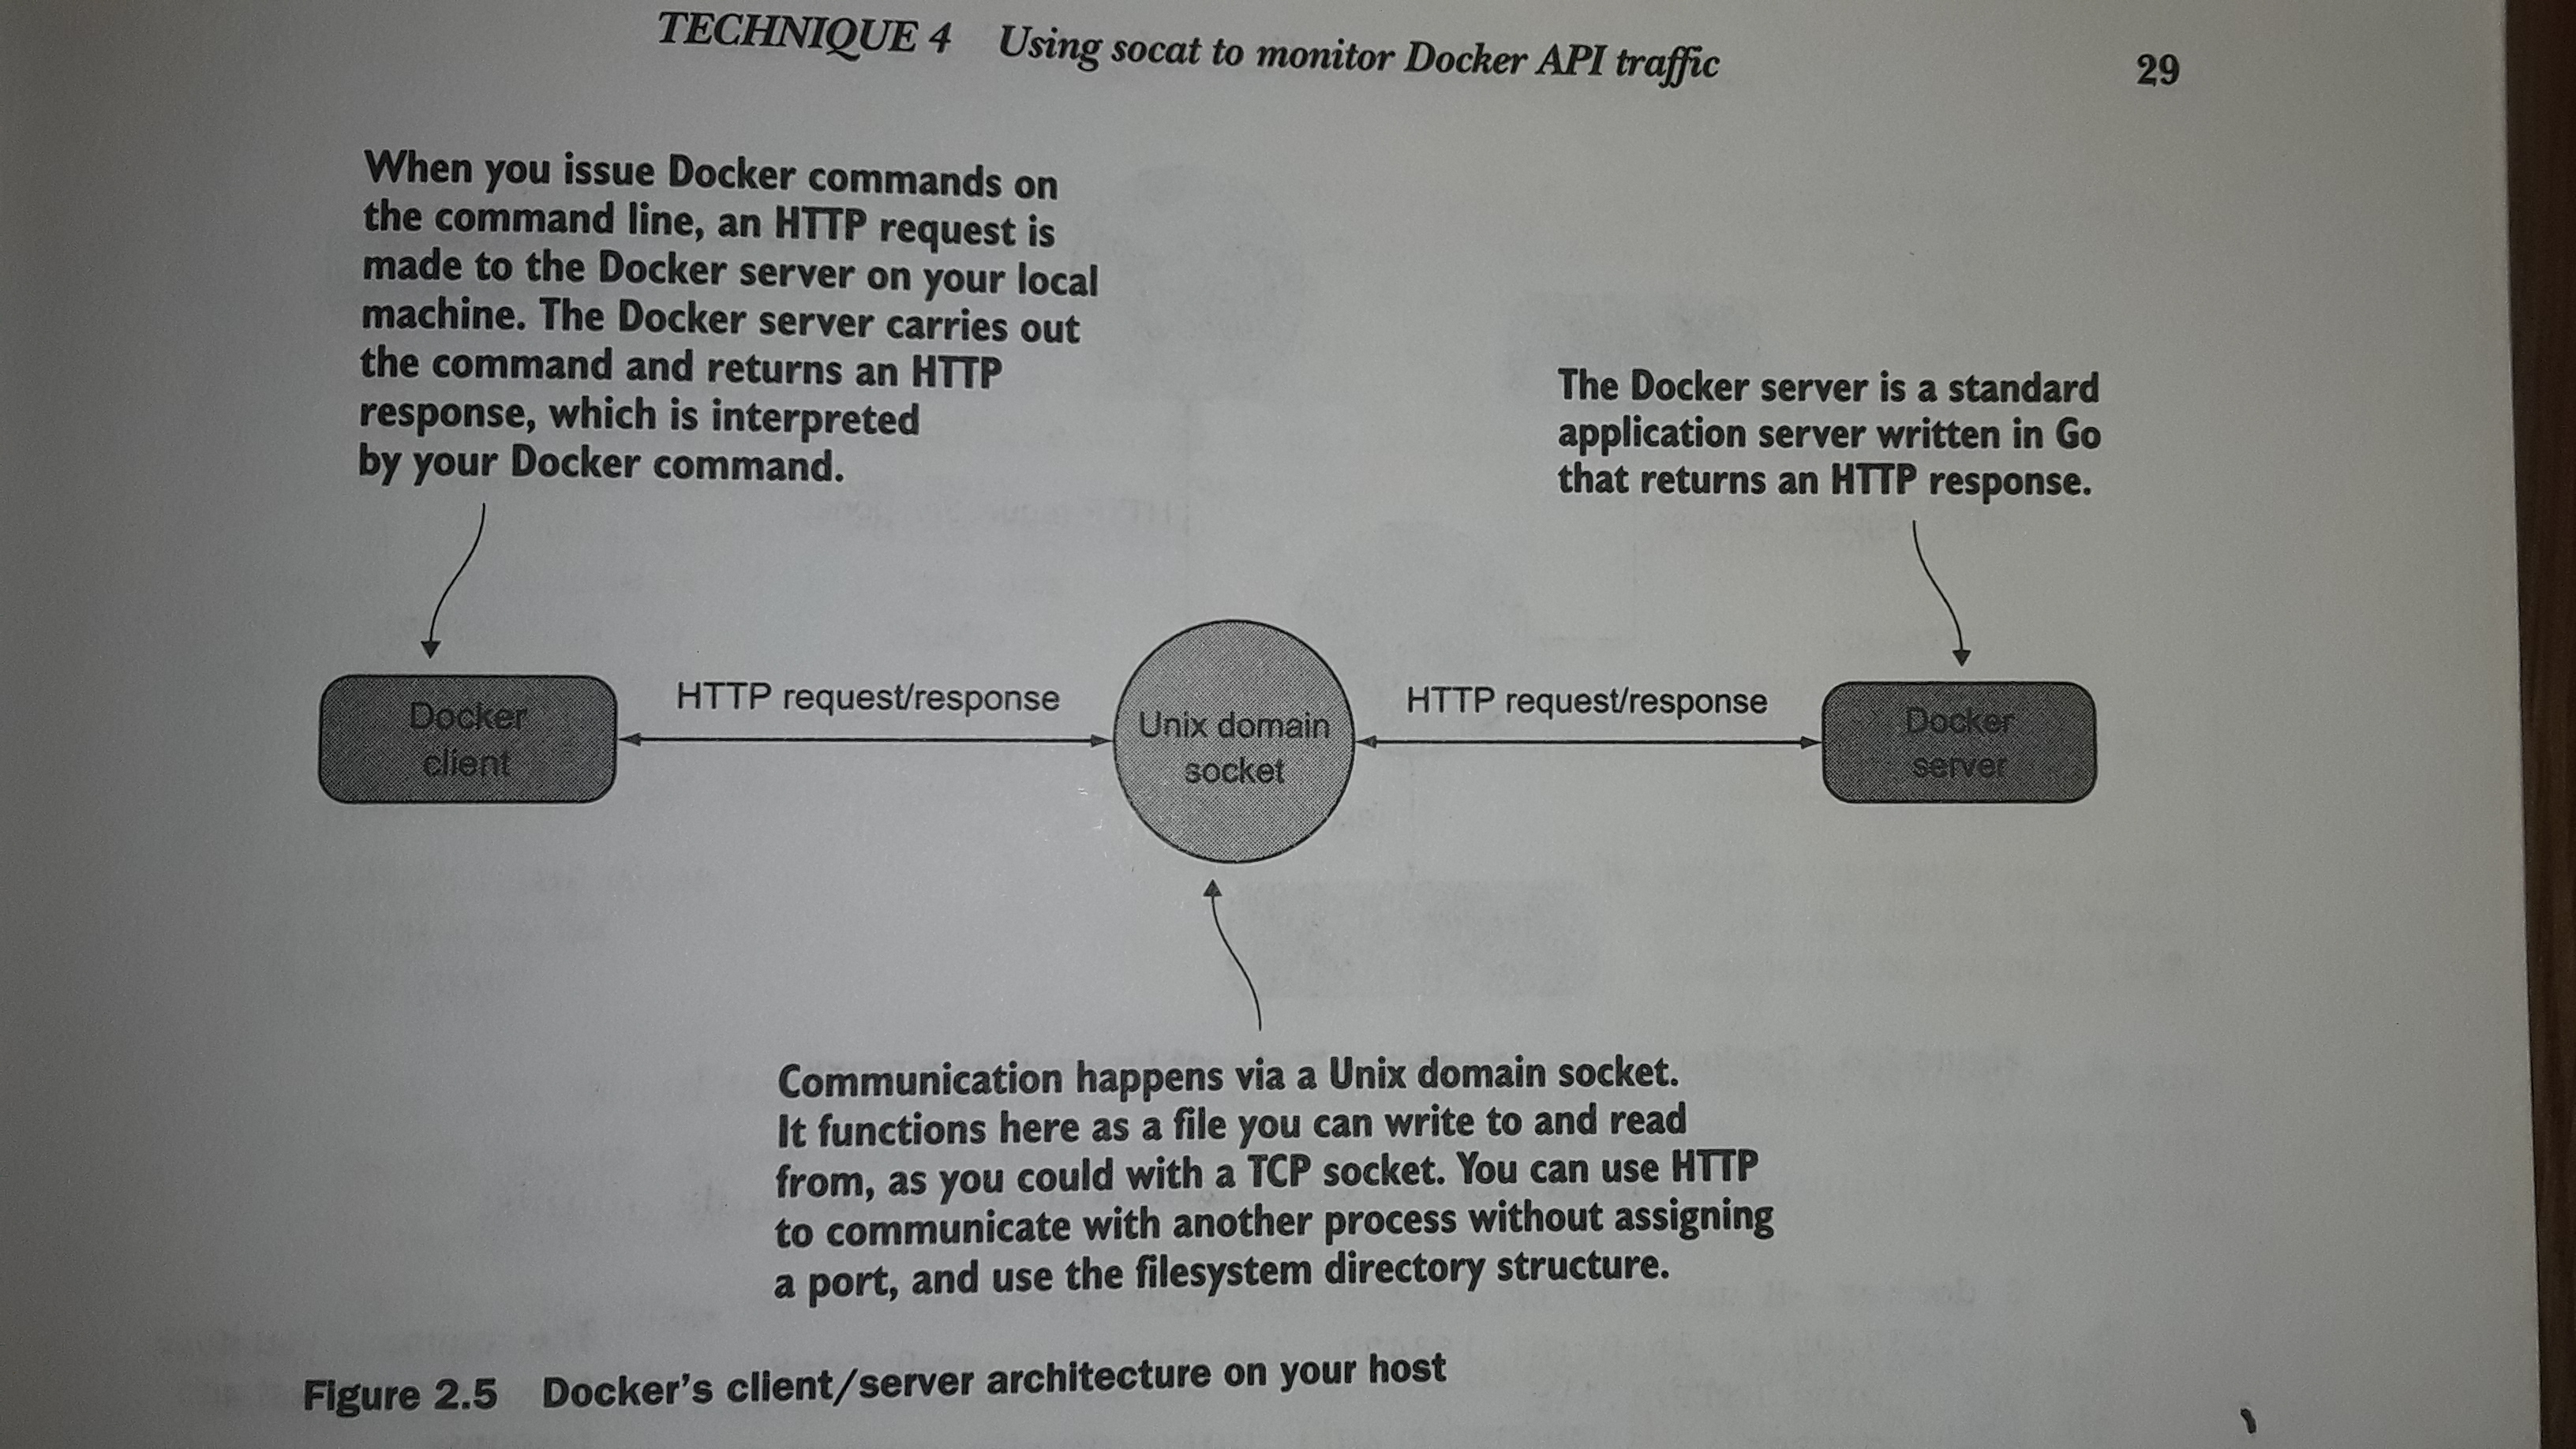 TECHNIQUE 4 Using socat to monitor Docker API traffic
29
When you issue Docker commands on
the command line, an HTTP request is
made to the Docker server on your local
machine. The Docker server carries out
the command and returns an HTTP
response, which is interpreted
by your Docker command.
The Docker server is a standard
application server written in Go
that returns an HTTP response.
Docker
client
HTTP request/response
Unix domain
socket
HTTP request/response
Docker
server
Communication happens via a Unix domain socket.
It functions here as a file you can write to and read
from, as you could with a TCP socket. You can use HTTP
to communicate with another process without assigning
a port, and use the filesystem directory structure.
Figure 2.5 Docker's client/server architecture on your host